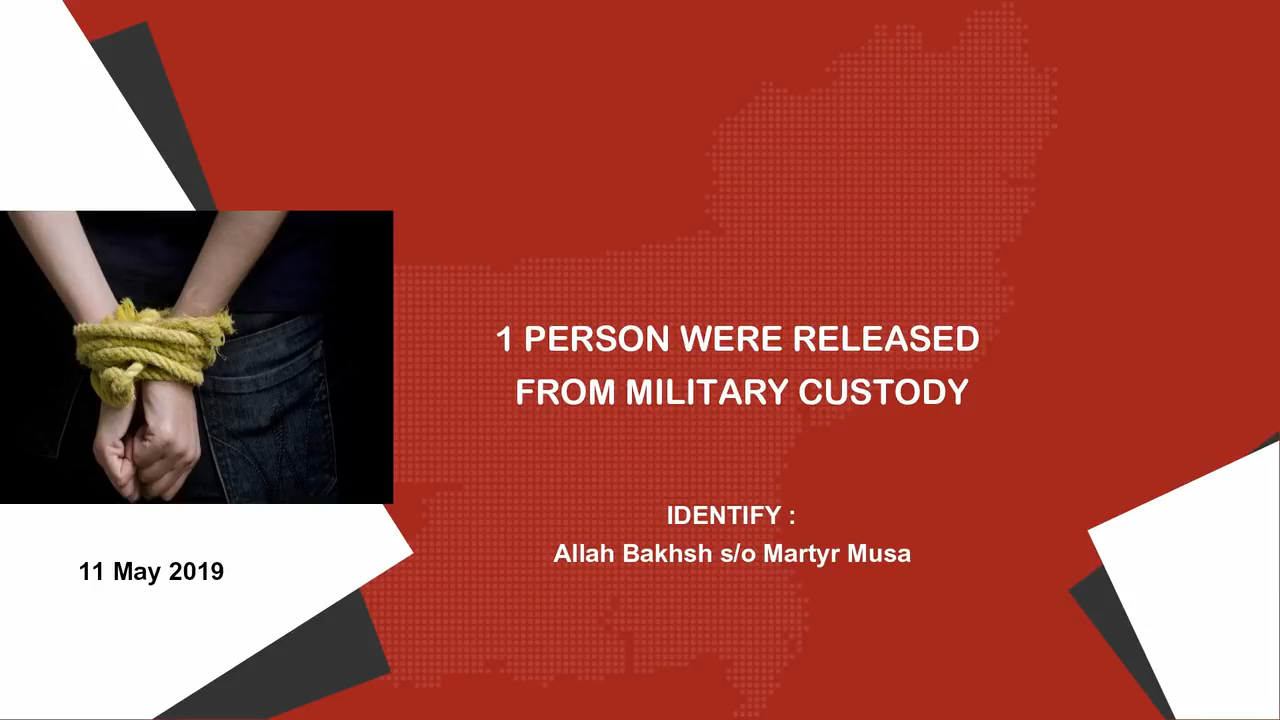 1 PERSON WERE RELEASED
FROM MILITARY CUSTODY
IDENTIFY :
Allah Bakhsh s/o Martyr Musa
11 May 2019